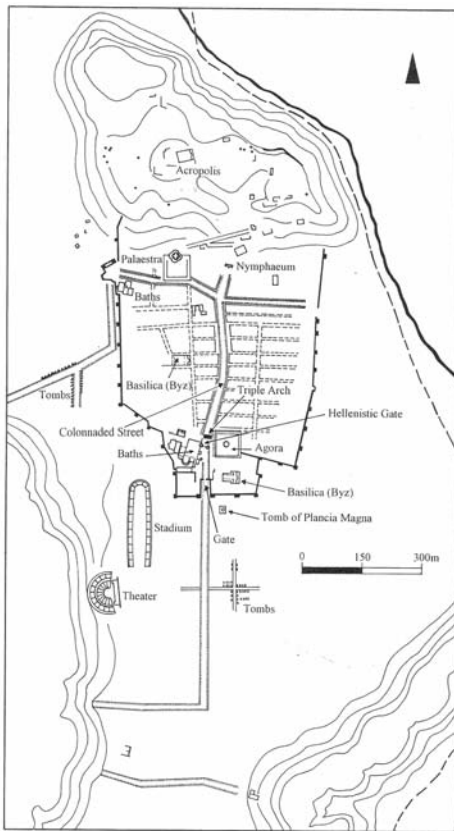 Acropolis
Palaestra
Nymphaeum
Baths
Basilica (Byz)
Triple Arch
Tombs
Hellenistic Gate
Colonnaded Street
Agora
Baths
Basilica (Byz)
Tomb of Plancia Magna
Gate
Stadium
0 150 300m
Theater
Tombs